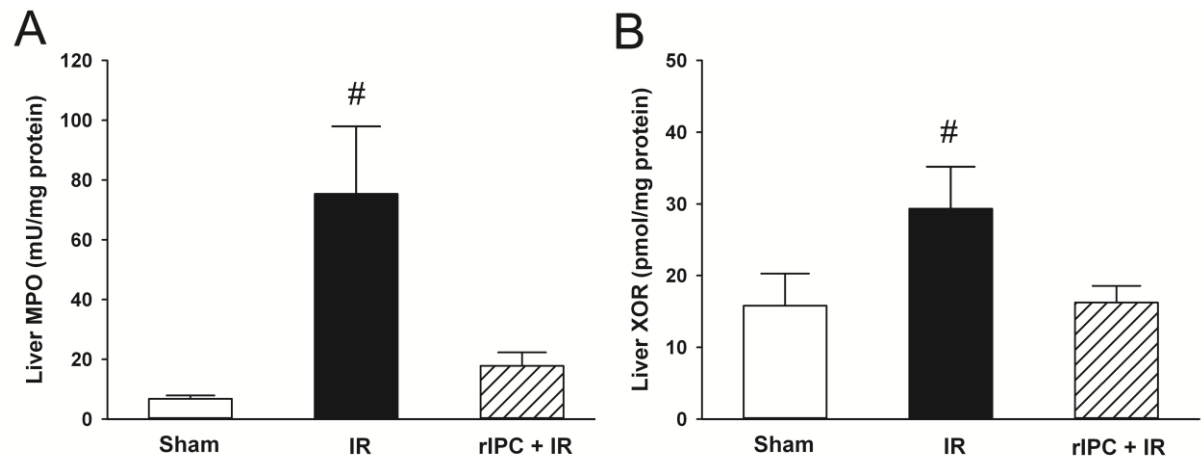 A
Liver MPO (mU/mg protein)
120
100
80
60
40
20
0
#
Sham
IR
rIPC + IR
B
Liver XOR (pmol/mg protein)
50
40
30
20
10
0
#
Sham
IR
rIPC + IR